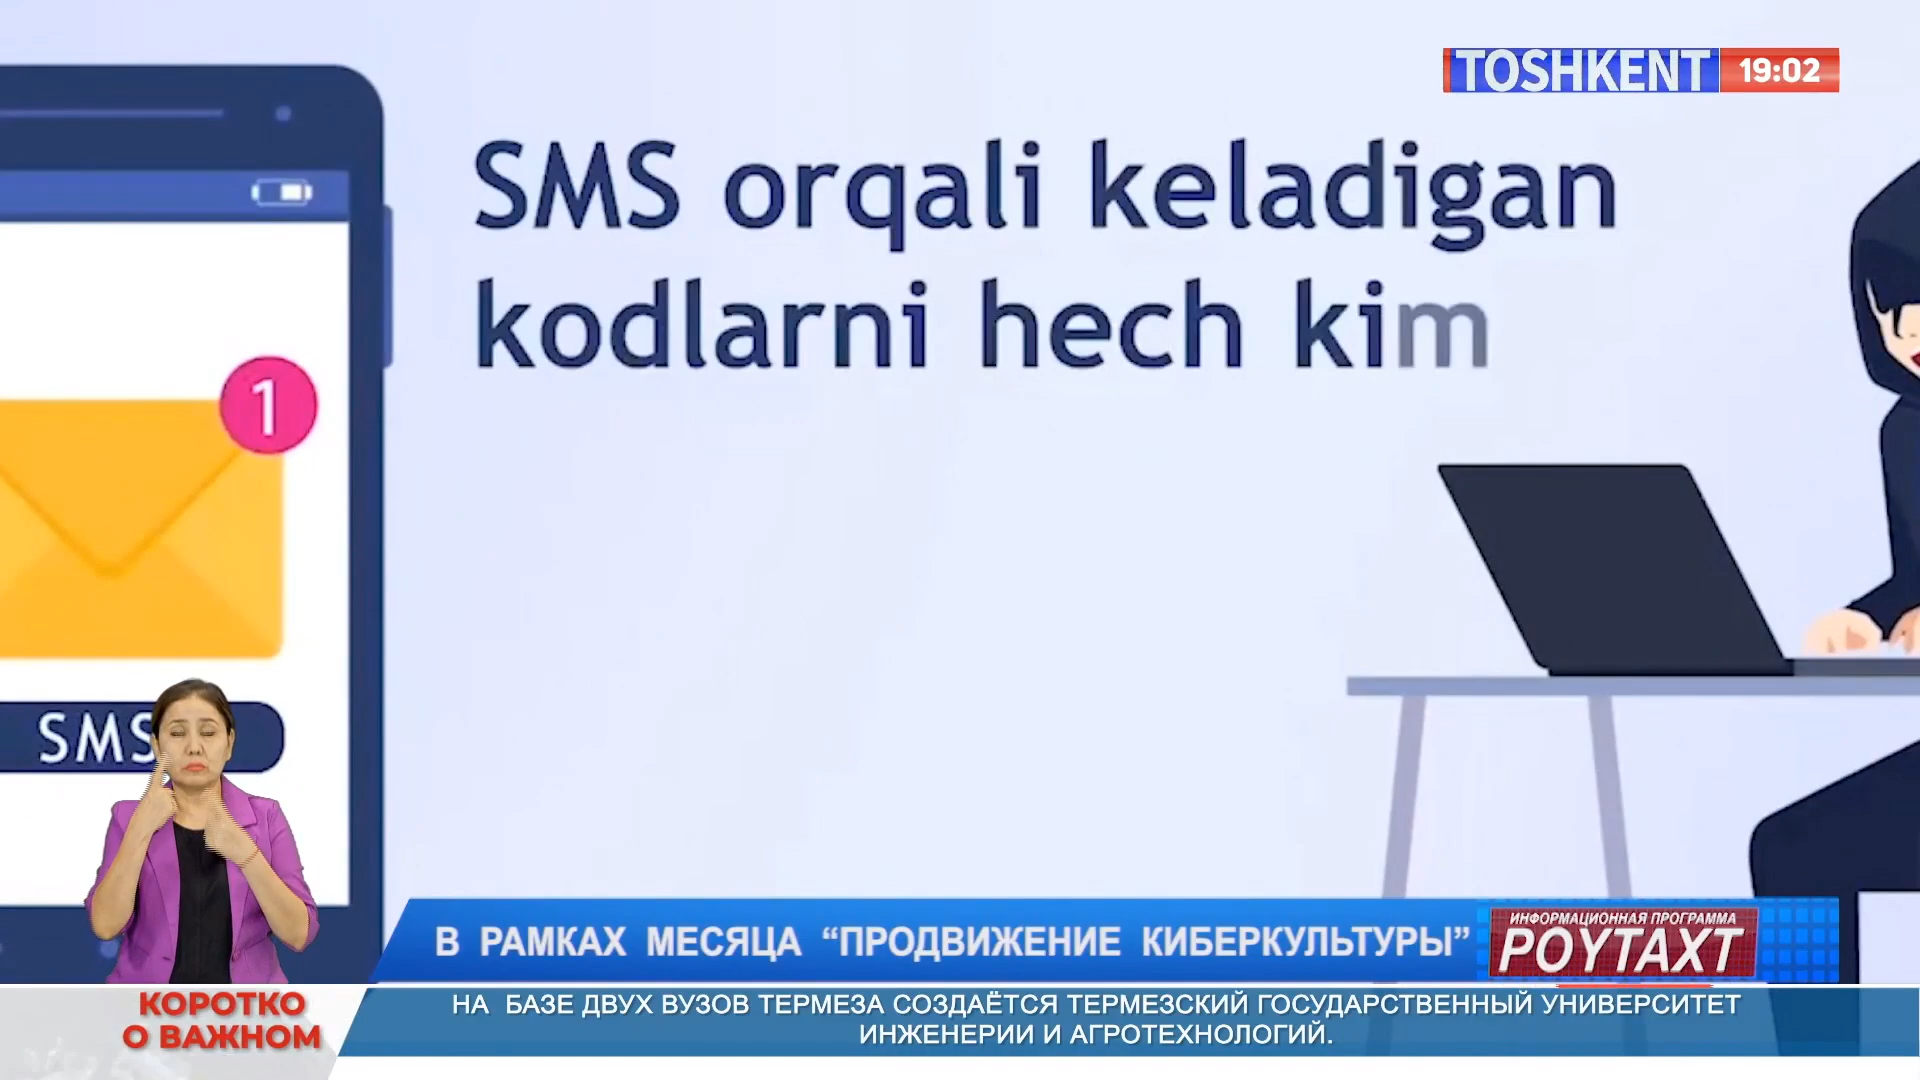 TOSHKENT 19:02
SMS orqali keladigan
kodlarni hech kim
1
SMS
В РАМКАХ МЕСЯЦА “ПРОДВИЖЕНИЕ КИБЕРКУЛЬТУРЫ”
ИНФОРМАЦИОННАЯ ПРОГРАММА
POYTAXT
КОРОТКО
О ВАЖНОМ
НА БАЗЕ ДВУХ ВУЗОВ ТЕРМЕЗА СОЗДАЁТСЯ ТЕРМЕЗСКИЙ ГОСУДАРСТВЕННЫЙ УНИВЕРСИТЕТ
ИНЖЕНЕРИИ И АГРОТЕХНОЛОГИЙ.